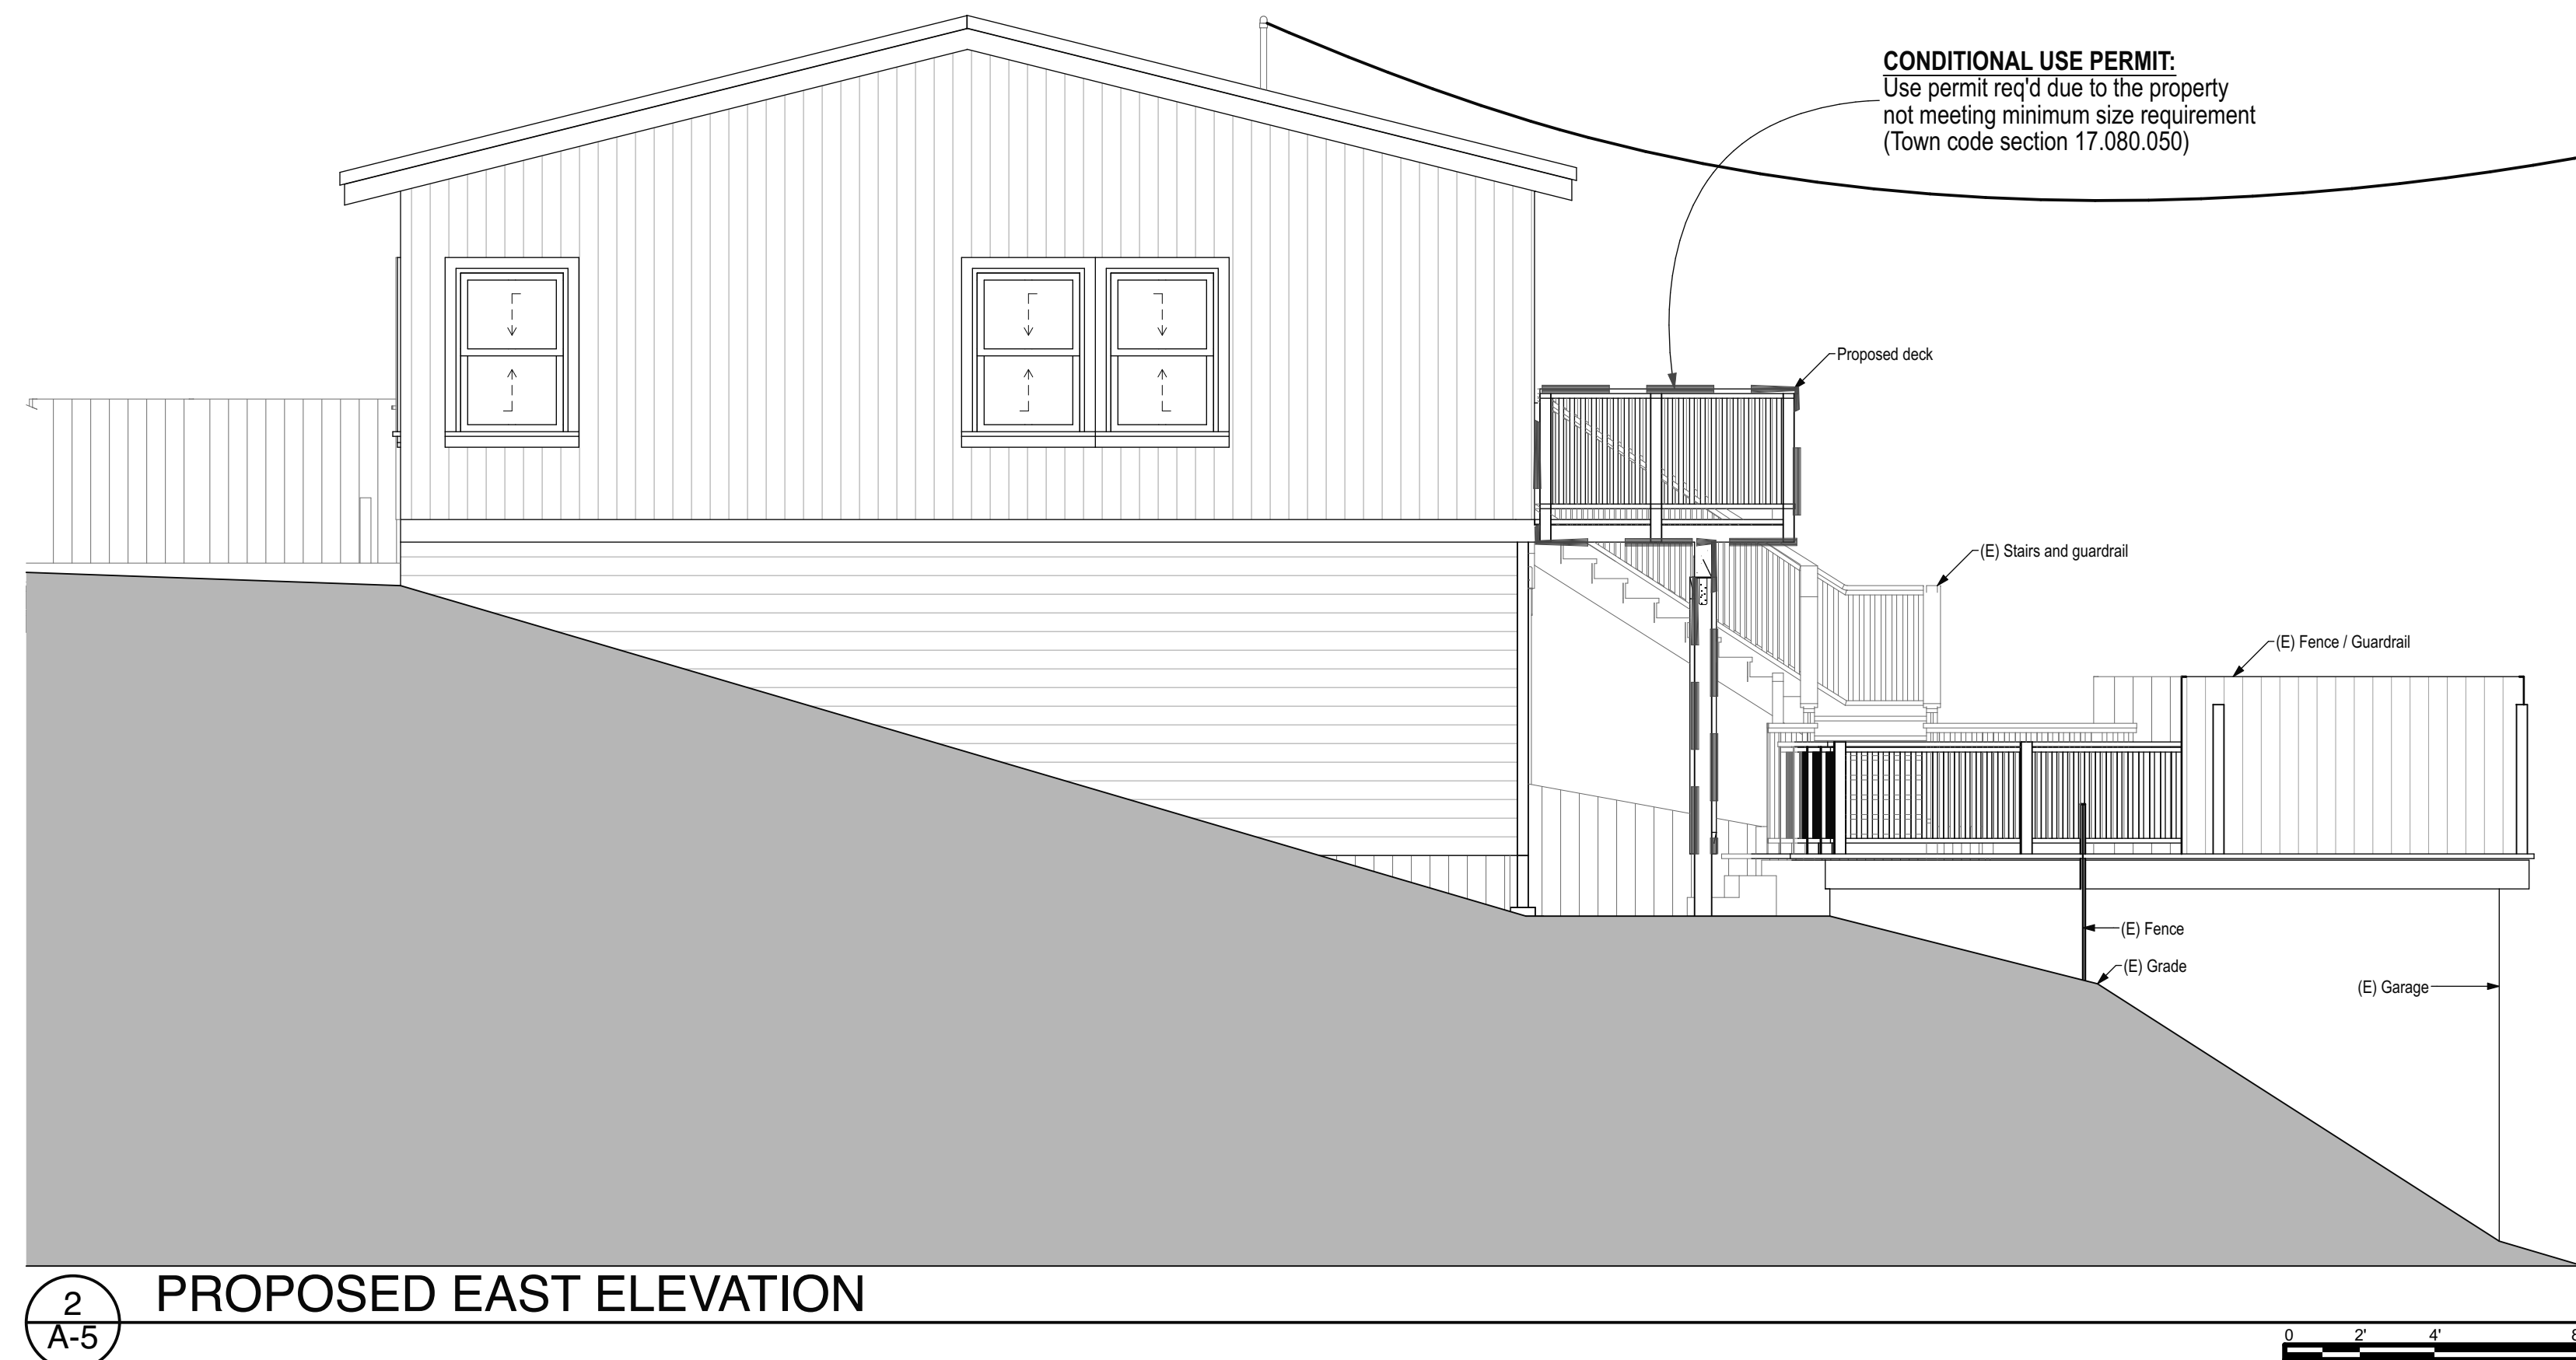 CONDITIONAL USE PERMIT:
Use permit req'd due to the property
not meeting minimum size requirement
(Town code section 17.080.050)
Proposed deck
(E) Stairs and guardrail
(E) Fence / Guardrail
(E) Fence
(E) Grade
(E) Garage
2
A-5
PROPOSED EAST ELEVATION
0 2' 4'